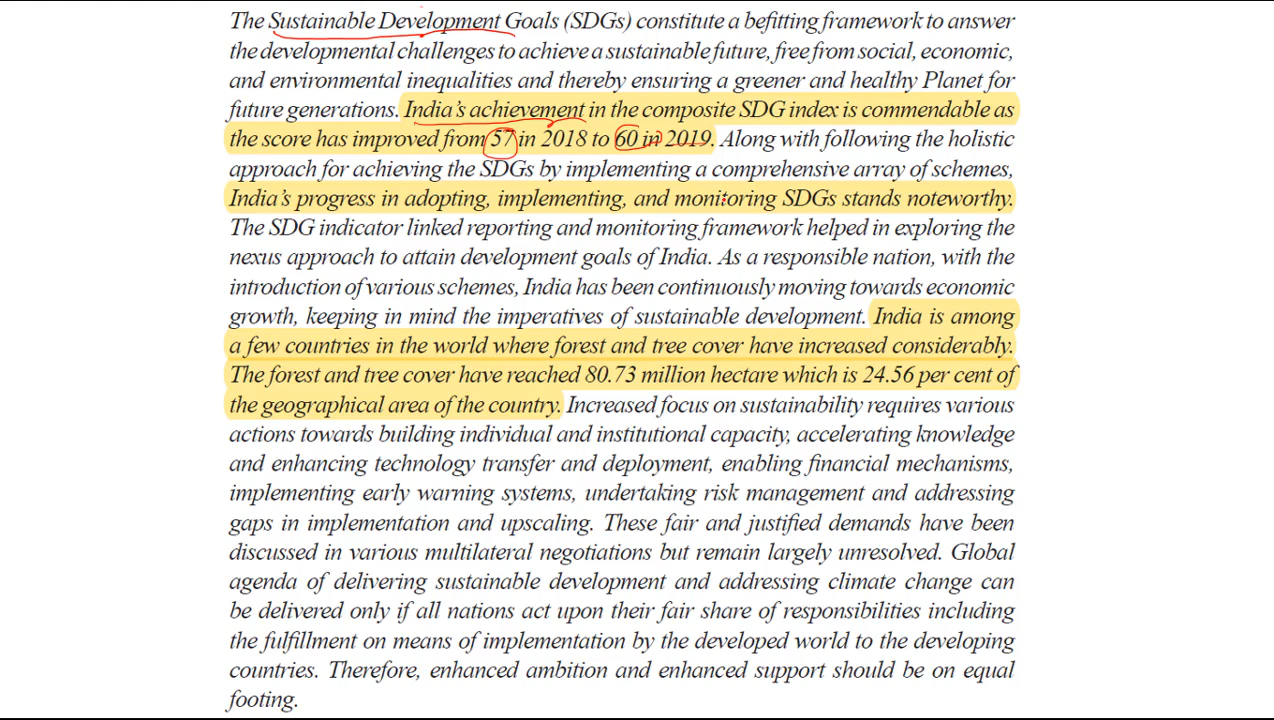 The Sustainable Development Goals (SDGs) constitute a befitting framework to answer
the developmental challenges to achieve a sustainable future, free from social, economic,
and environmental inequalities and thereby ensuring a greener and healthy Planet for
future generations. India's achievement in the composite SDG index is commendable as
the score has improved from 57 in 2018 to 60 in 2019. Along with following the holistic
approach for achieving the SDGs by implementing a comprehensive array of schemes,
India's progress in adopting, implementing, and monitoring SDGs stands noteworthy.
The SDG indicator linked reporting and monitoring framework helped in exploring the
nexus approach to attain development goals of India. As a responsible nation, with the
introduction of various schemes, India has been continuously moving towards economic
growth, keeping in mind the imperatives of sustainable development. India is among
a few countries in the world where forest and tree cover have increased considerably.
The forest and tree cover have reached 80.73 million hectare which is 24.56 per cent of
the geographical area of the country. Increased focus on sustainability requires various
actions towards building individual and institutional capacity, accelerating knowledge
and enhancing technology transfer and deployment, enabling financial mechanisms,
implementing early warning systems, undertaking risk management and addressing
gaps in implementation and upscaling. These fair and justified demands have been
discussed in various multilateral negotiations but remain largely unresolved. Global
agenda of delivering sustainable development and addressing climate change can
be delivered only if all nations act upon their fair share of responsibilities including
the fulfillment on means of implementation by the developed world to the developing
countries. Therefore, enhanced ambition and enhanced support should be on equal
footing.